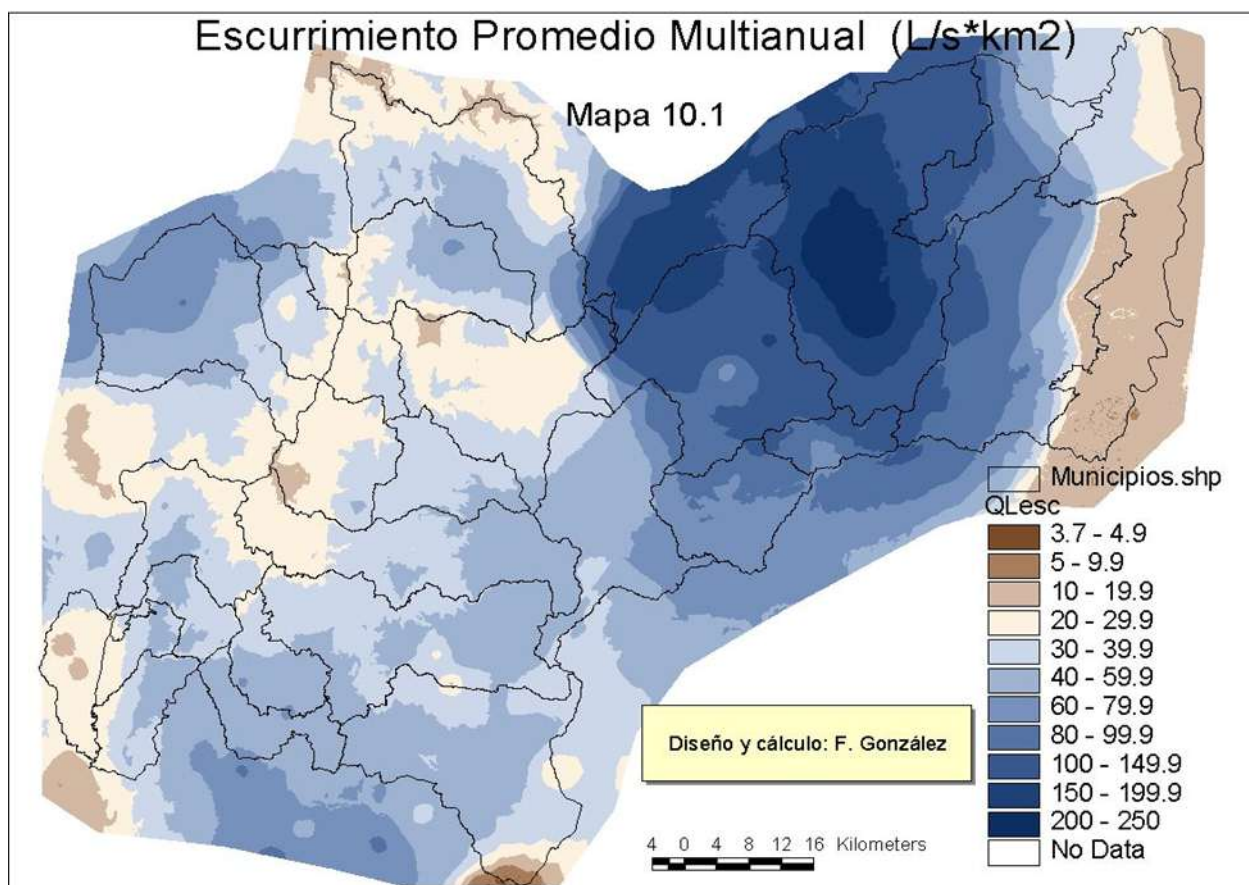 Escurrimiento Promedio Multianual (L/s*km2)
Mapa 10.1
Municipios.shp
QLesc
3.7 - 4.9
5 - 9.9
10 - 19.9
20 - 29.9
30 - 39.9
40 - 59.9
60 - 79.9
80 - 99.9
100 - 149.9
150 - 199.9
200 - 250
No Data
Diseño y cálculo: F. González
4 0 4 8 12 16 Kilometers